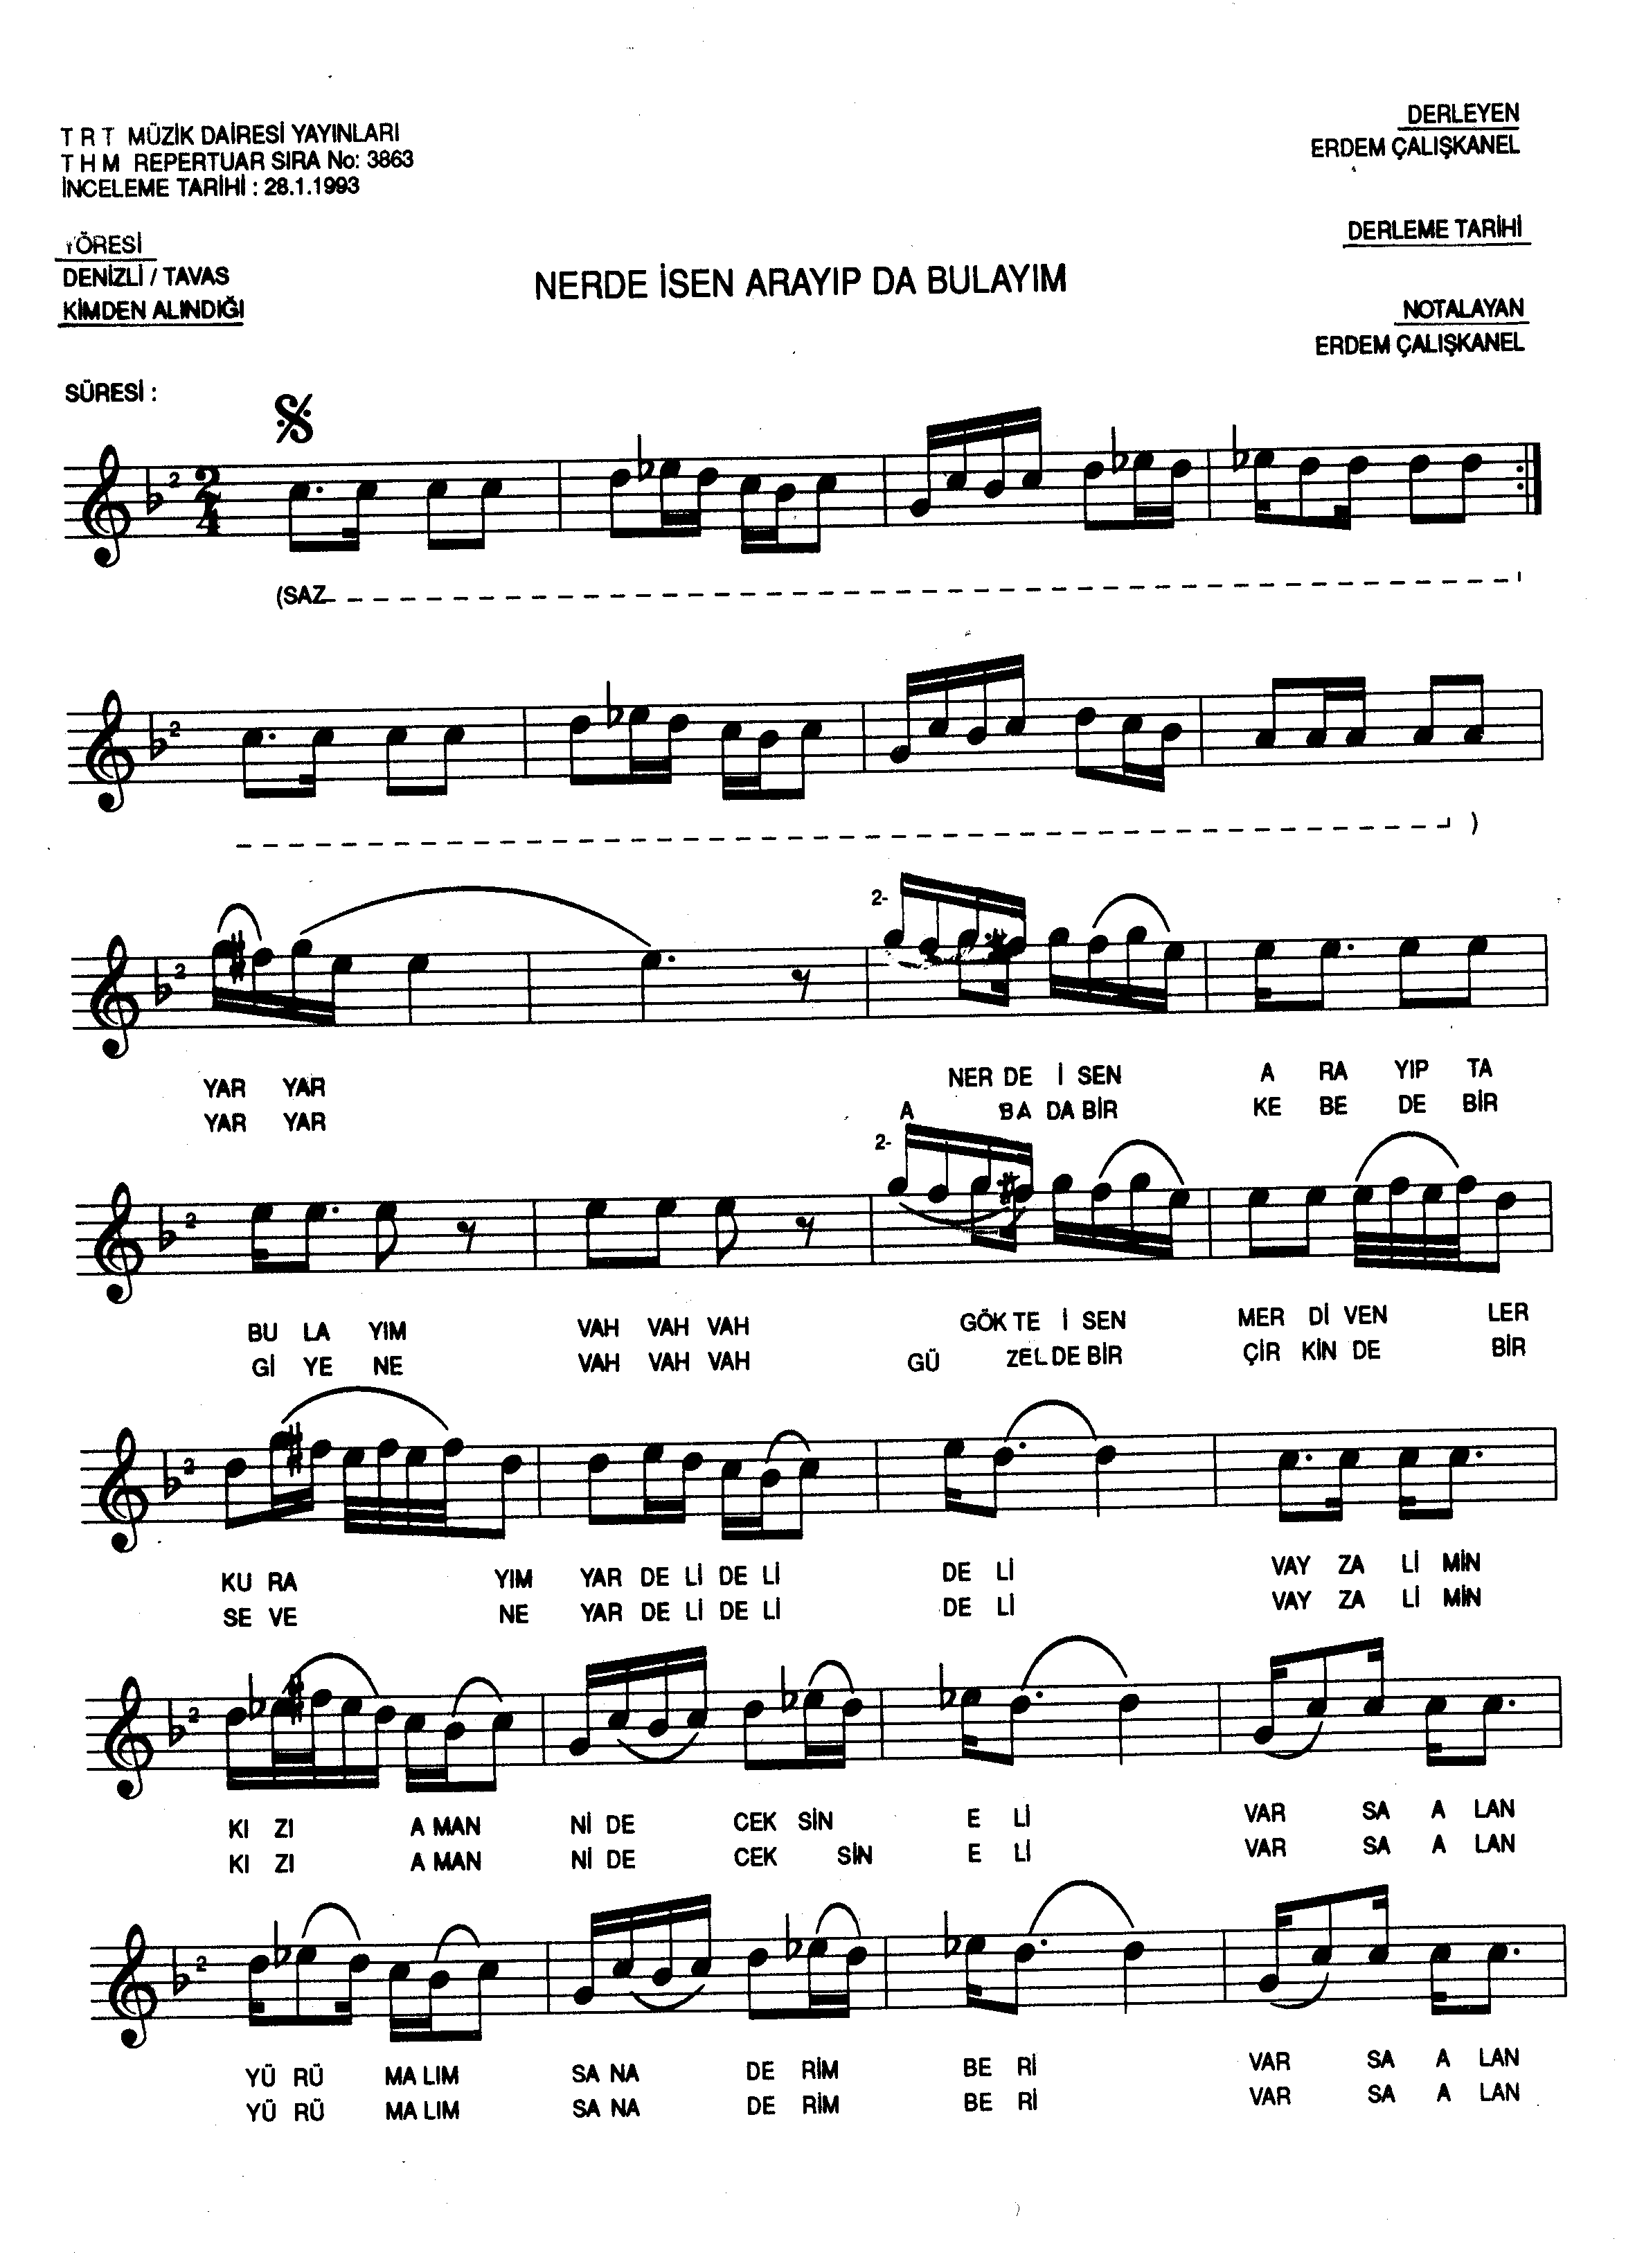 T R T MÜZİK DAİRESİ YAYINLARI
T H M REPERTUAR SIRA No: 3863
İNCELEME TARİHİ : 28.1.1993
DERLEYEN
ERDEM ÇALIŞKANEL
YÖRESİ
DENİZLİ / TAVAS
KİMDEN ALINDIĞI
DERLEME TARİHİ
NERDE İSEN ARAYIP DA BULAYIM
NOTALAYAN
ERDEM ÇALIŞKANEL
SÜRESİ :
2
2 4
(SAZ
2
)
2
2-
YAR YAR NER DE İ SEN A RA YIP TA
YAR YAR A BA DA BİR KE BE DE BİR
2
2-
BU LA YIM VAH VAH VAH GÖK TE İ SEN MER Dİ VEN LER
Gİ YE NE VAH VAH VAH GÜ ZEL DE BİR ÇİR KİN DE BİR
2
KU RA YIM YAR DE Lİ DE Lİ DE Lİ VAY ZA Lİ MİN
SE VE NE YAR DE Lİ DE Lİ DE Lİ VAY ZA Lİ MİN
2
KI ZI A MAN Nİ DE CEK SİN E Lİ VAR SA A LAN
KI ZI A MAN Nİ DE CEK SİN E Lİ VAR SA A LAN
2
YÜ RÜ MA LIM SA NA DE RİM BE Rİ VAR SA A LAN
YÜ RÜ MA LIM SA NA DE RİM BE Rİ VAR SA A LAN